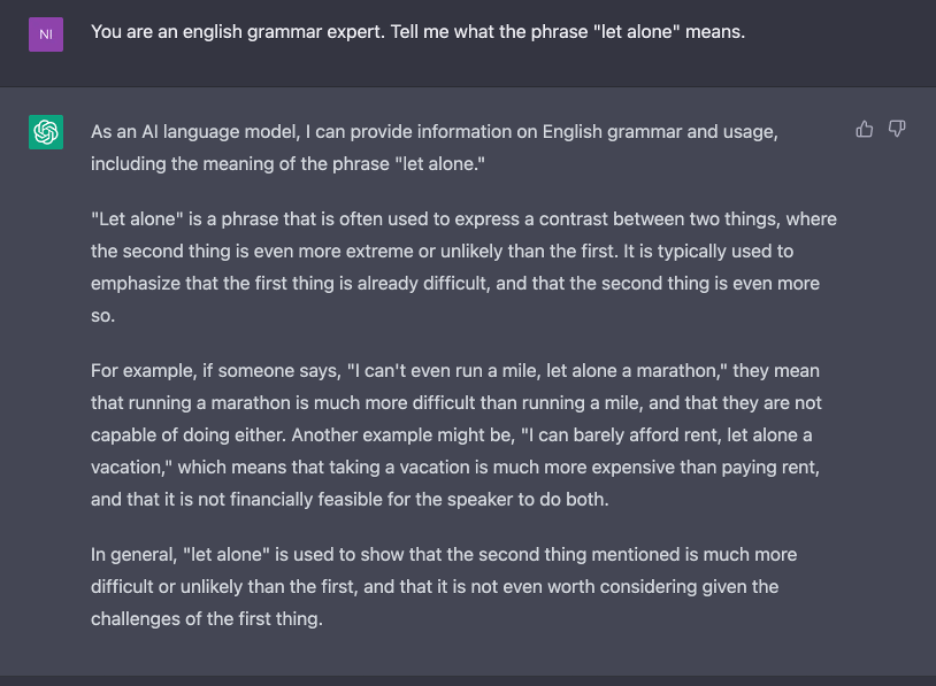 NI
You are an english grammar expert. Tell me what the phrase "let alone" means.
As an AI language model, I can provide information on English grammar and usage,
including the meaning of the phrase "let alone."
"Let alone" is a phrase that is often used to express a contrast between two things, where
the second thing is even more extreme or unlikely than the first. It is typically used to
emphasize that the first thing is already difficult, and that the second thing is even more
so.
For example, if someone says, "I can't even run a mile, let alone a marathon," they mean
that running a marathon is much more difficult than running a mile, and that they are not
capable of doing either. Another example might be, "I can barely afford rent, let alone a
vacation," which means that taking a vacation is much more expensive than paying rent,
and that it is not financially feasible for the speaker to do both.
In general, "let alone" is used to show that the second thing mentioned is much more
difficult or unlikely than the first, and that it is not even worth considering given the
challenges of the first thing.